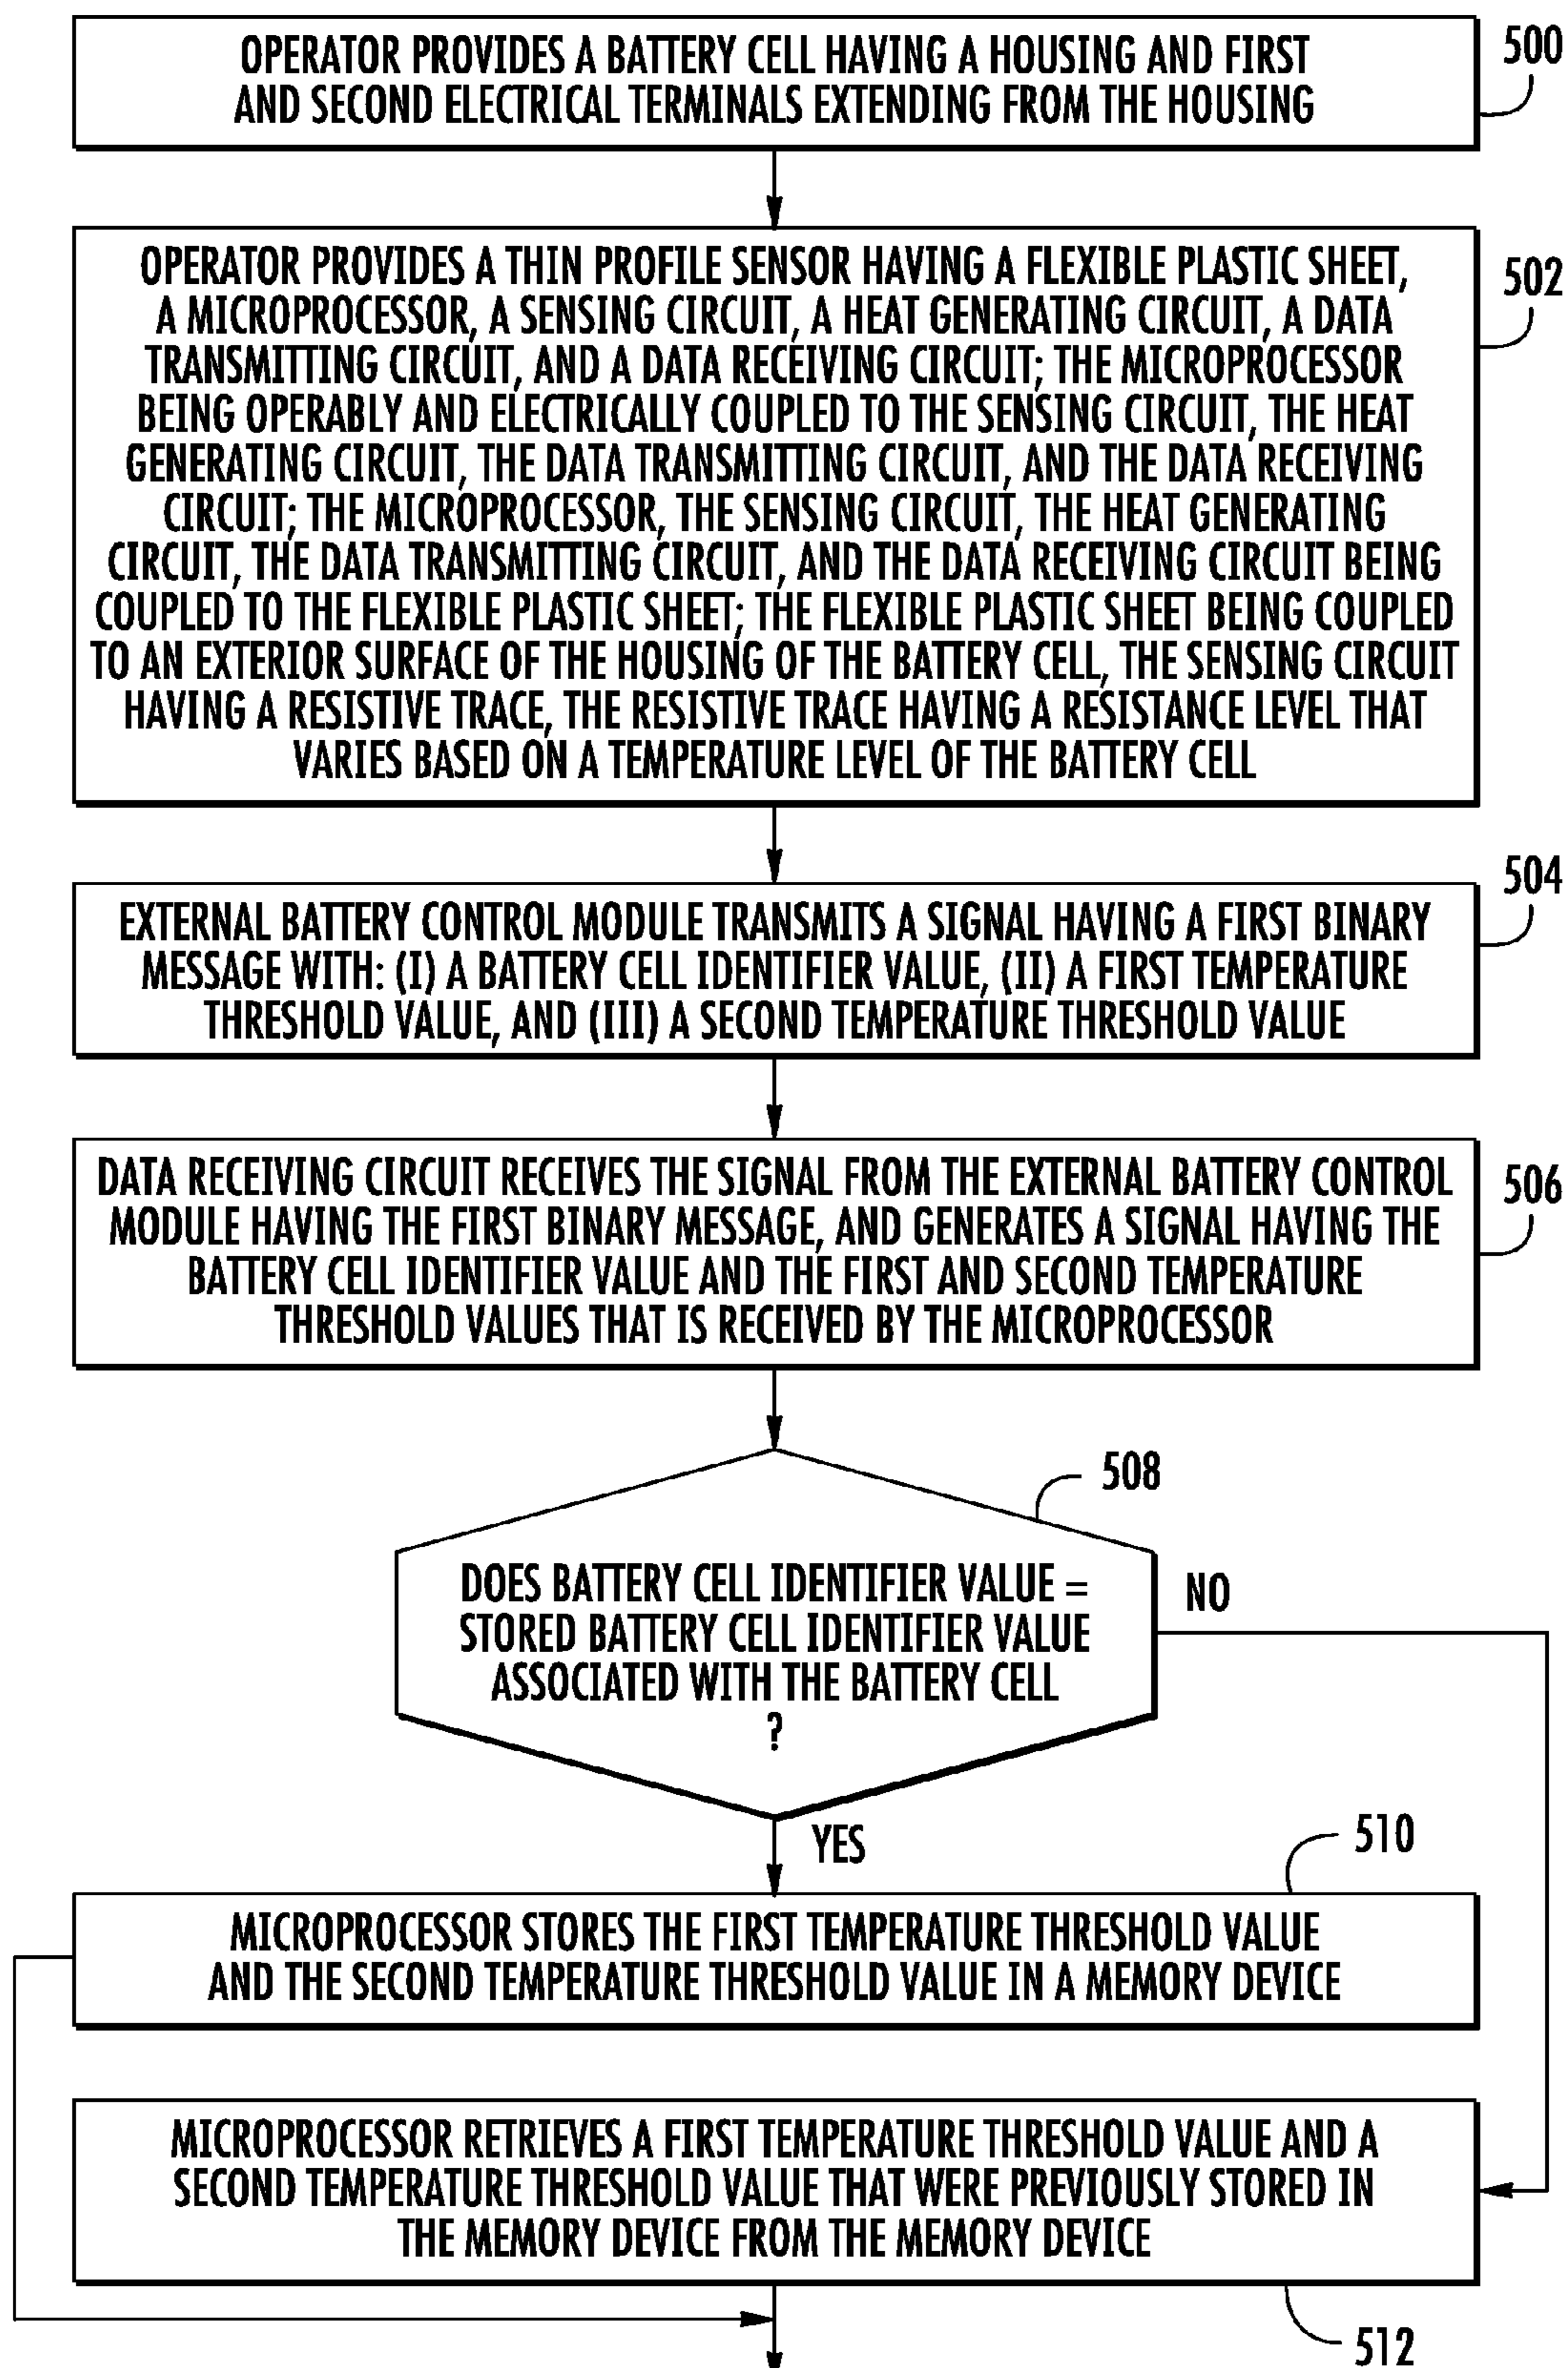 OPERATOR PROVIDES A BATTERY CELL HAVING A HOUSING AND FIRST
AND SECOND ELECTRICAL TERMINALS EXTENDING FROM THE HOUSING
500
OPERATOR PROVIDES A THIN PROFILE SENSOR HAVING A FLEXIBLE PLASTIC SHEET,
A MICROPROCESSOR, A SENSING CIRCUIT, A HEAT GENERATING CIRCUIT, A DATA
TRANSMITTING CIRCUIT, AND A DATA RECEIVING CIRCUIT; THE MICROPROCESSOR
BEING OPERABLY AND ELECTRICALLY COUPLED TO THE SENSING CIRCUIT, THE HEAT
GENERATING CIRCUIT, THE DATA TRANSMITTING CIRCUIT, AND THE DATA RECEIVING
CIRCUIT; THE MICROPROCESSOR, THE SENSING CIRCUIT, THE HEAT GENERATING
CIRCUIT, THE DATA TRANSMITTING CIRCUIT, AND THE DATA RECEIVING CIRCUIT BEING
COUPLED TO THE FLEXIBLE PLASTIC SHEET; THE FLEXIBLE PLASTIC SHEET BEING COUPLED
TO AN EXTERIOR SURFACE OF THE HOUSING OF THE BATTERY CELL, THE SENSING CIRCUIT
HAVING A RESISTIVE TRACE, THE RESISTIVE TRACE HAVING A RESISTANCE LEVEL THAT
VARIES BASED ON A TEMPERATURE LEVEL OF THE BATTERY CELL
502
EXTERNAL BATTERY CONTROL MODULE TRANSMITS A SIGNAL HAVING A FIRST BINARY
MESSAGE WITH: (I) A BATTERY CELL IDENTIFIER VALUE, (II) A FIRST TEMPERATURE
THRESHOLD VALUE, AND (III) A SECOND TEMPERATURE THRESHOLD VALUE
504
DATA RECEIVING CIRCUIT RECEIVES THE SIGNAL FROM THE EXTERNAL BATTERY CONTROL
MODULE HAVING THE FIRST BINARY MESSAGE, AND GENERATES A SIGNAL HAVING THE
BATTERY CELL IDENTIFIER VALUE AND THE FIRST AND SECOND TEMPERATURE
THRESHOLD VALUES THAT IS RECEIVED BY THE MICROPROCESSOR
506
508
DOES BATTERY CELL IDENTIFIER VALUE =
STORED BATTERY CELL IDENTIFIER VALUE
ASSOCIATED WITH THE BATTERY CELL
?
NO
YES
510
MICROPROCESSOR STORES THE FIRST TEMPERATURE THRESHOLD VALUE
AND THE SECOND TEMPERATURE THRESHOLD VALUE IN A MEMORY DEVICE
MICROPROCESSOR RETRIEVES A FIRST TEMPERATURE THRESHOLD VALUE AND A
SECOND TEMPERATURE THRESHOLD VALUE THAT WERE PREVIOUSLY STORED IN
THE MEMORY DEVICE FROM THE MEMORY DEVICE
512